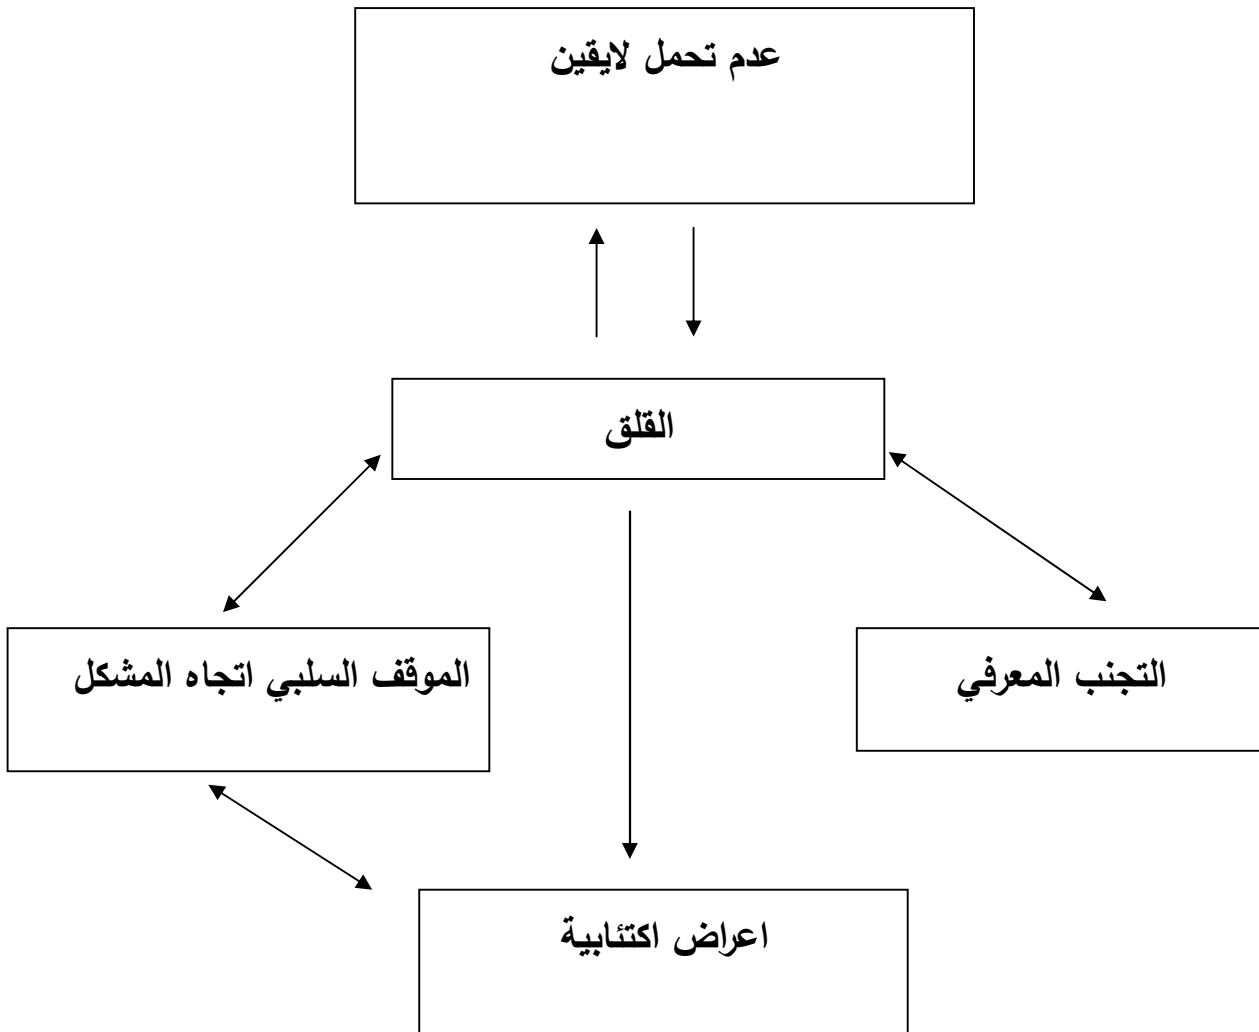 عدم تحمل لايقين
القلق
التجنب المعرفي
الموقف السلبي اتجاه المشكل
اعراض اكتئابية